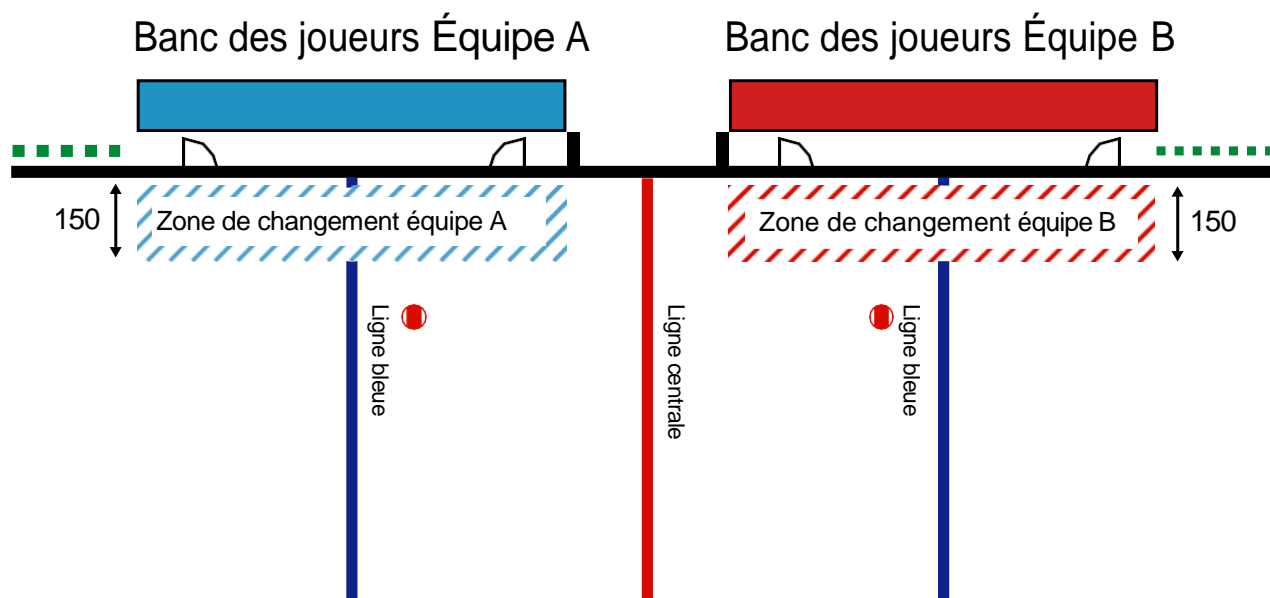 Banc des joueurs Équipe A
Banc des joueurs Équipe B
150
Zone de changement équipe A
Zone de changement équipe B
150
Ligne bleue
Ligne centrale
Ligne bleue